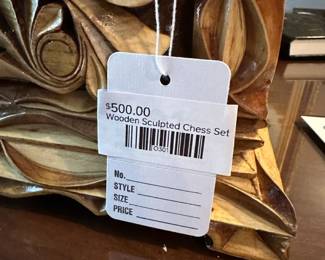 $500.00
Wooden Sculpted Chess Set
No.
STYLE
SIZE
PRICE